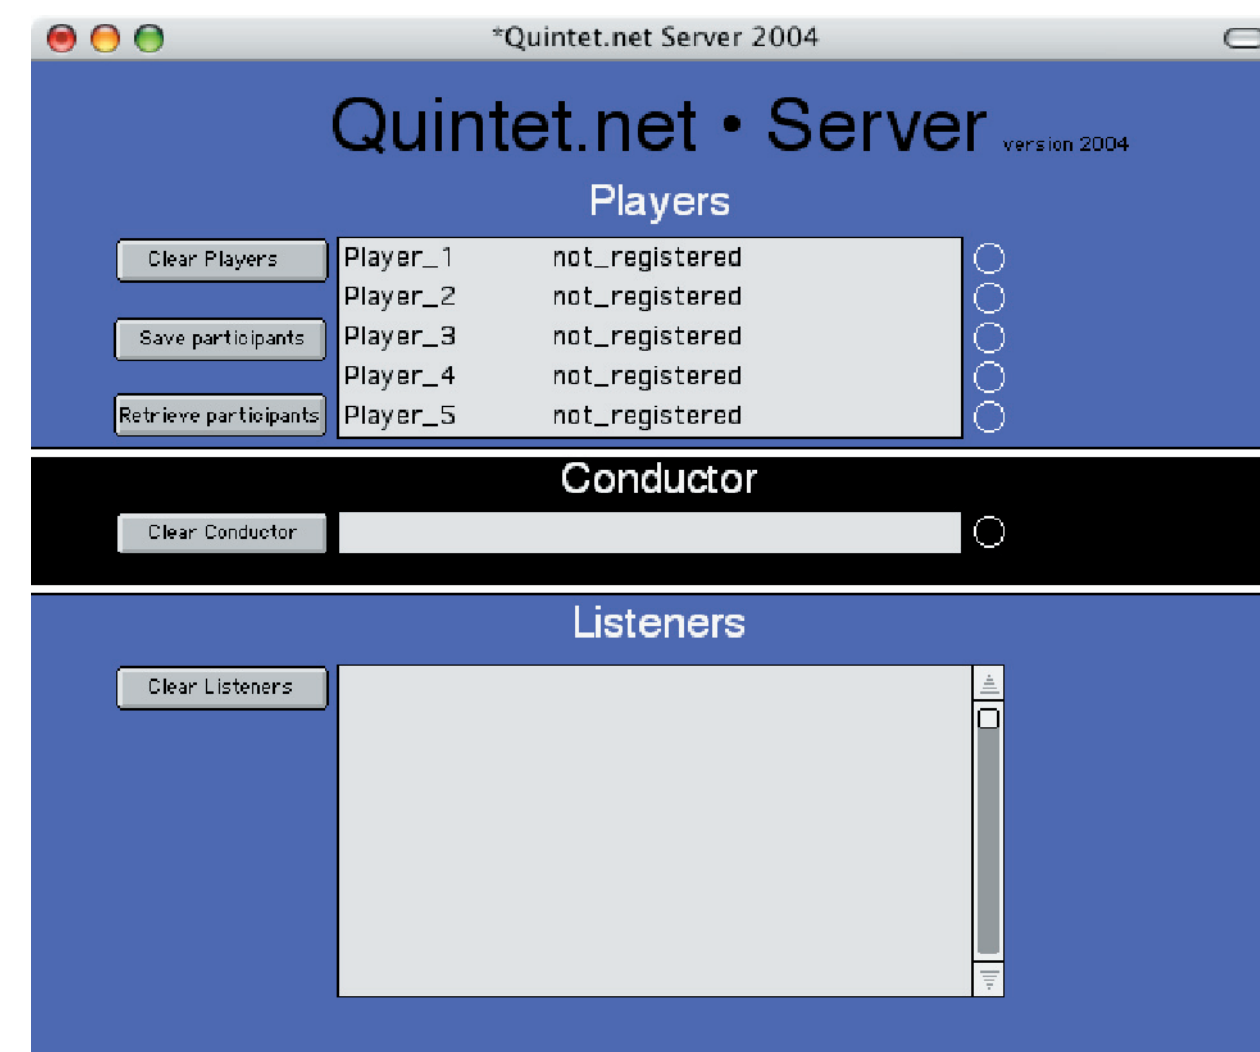 *Quintet.net Server 2004
Quintet.net • Server version 2004
Players
Clear Players
Player_1 not_registered
Player_2 not_registered
Save participants
Player_3 not_registered
Player_4 not_registered
Retrieve participants
Player_5 not_registered
Conductor
Clear Conductor
Listeners
Clear Listeners